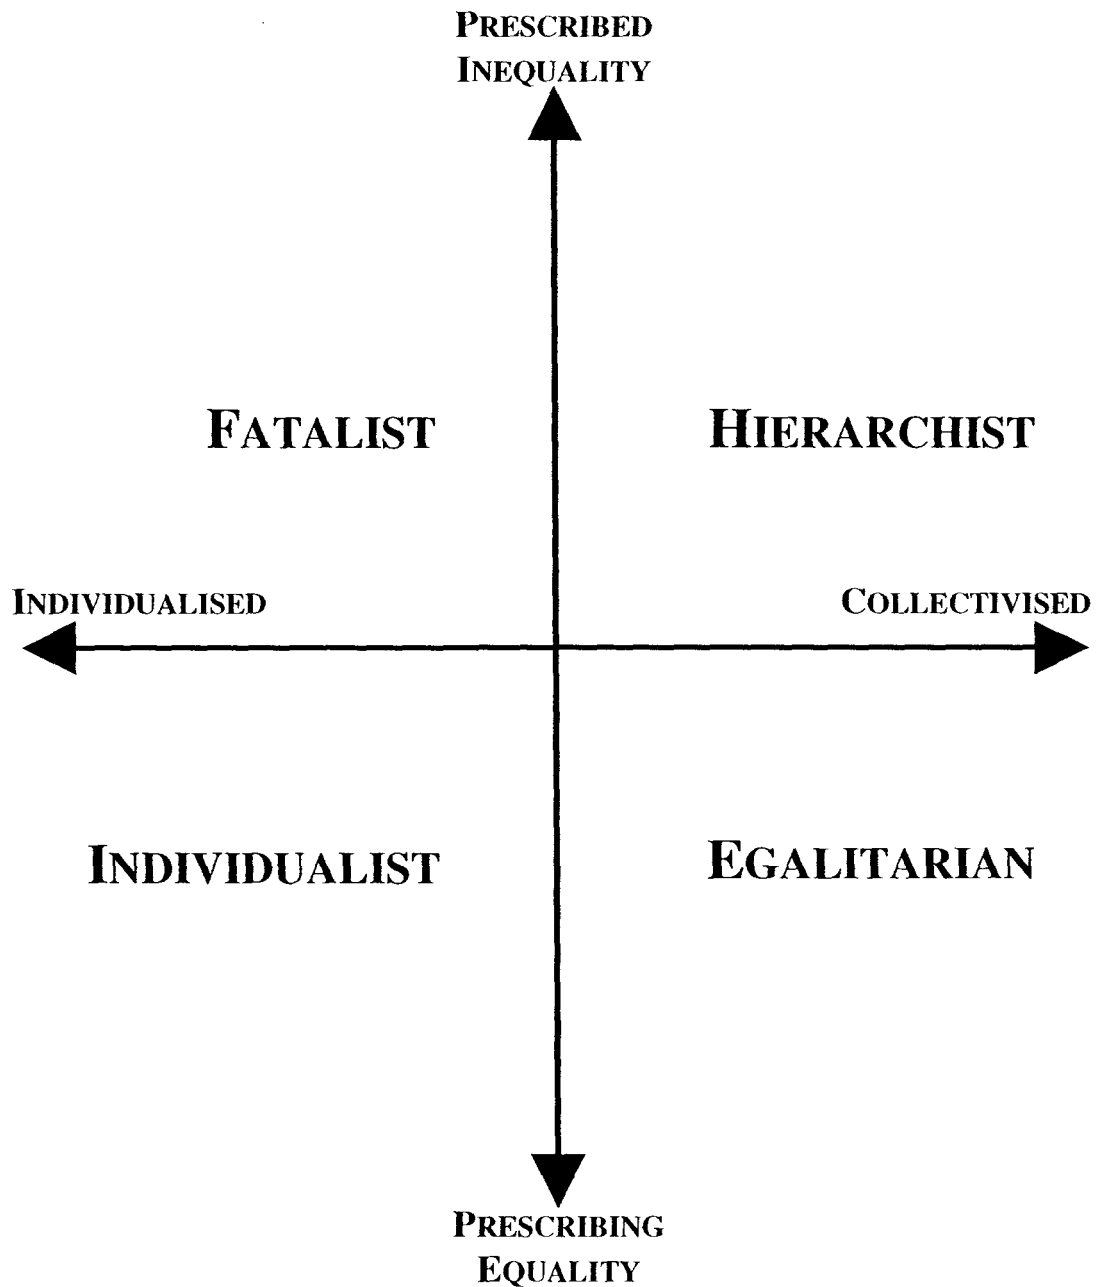 PRESCRIBED
INEQUALITY
FATALIST
HIERARCHIST
INDIVIDUALISED
COLLECTIVISED
INDIVIDUALIST
EGALITARIAN
PRESCRIBING
EQUALITY